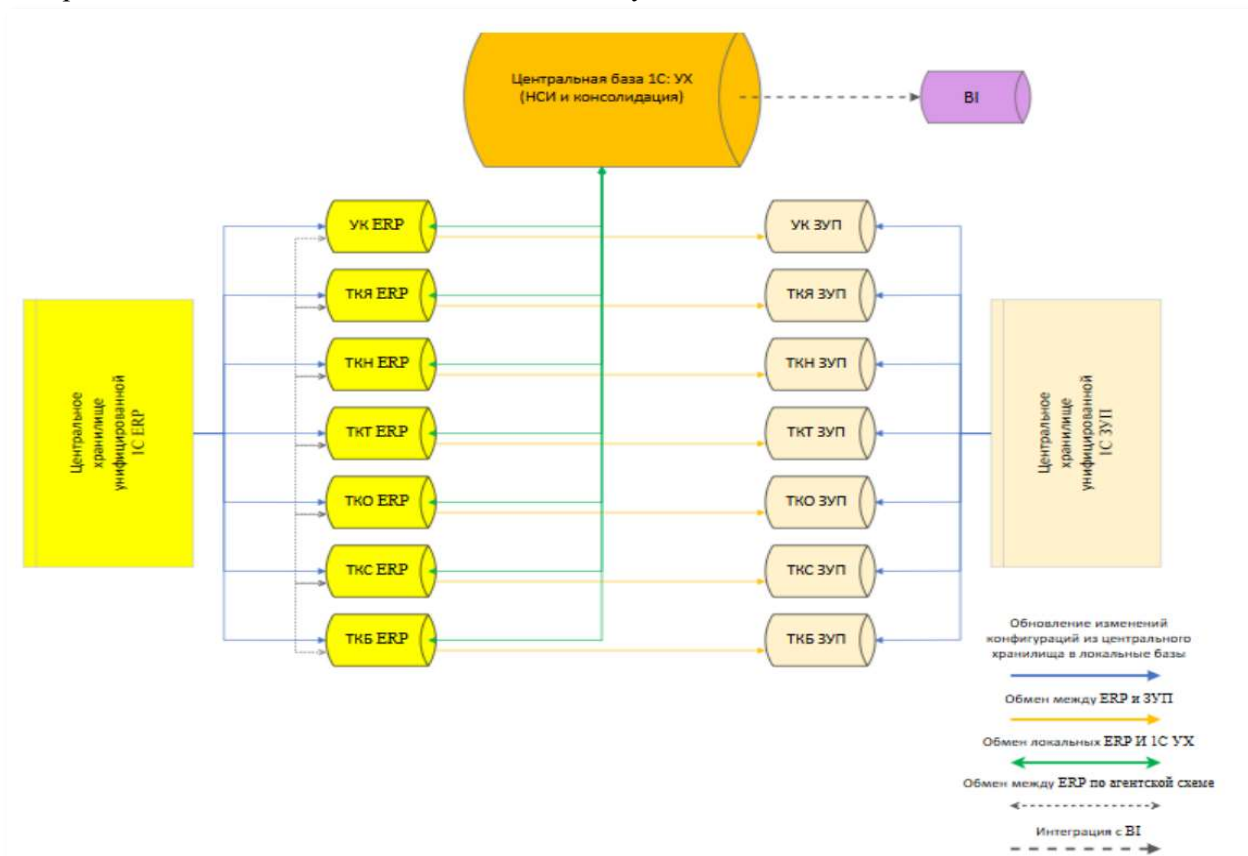 Центральная база 1С: УХ
(НСИ и консолидация)
BI
УК ERP
УК ЗУП
ТКЯ ERP
ТКЯ ЗУП
ТКН ERP
ТКН ЗУП
ТКТ ERP
ТКТ ЗУП
ТКО ERP
ТКО ЗУП
ТКС ERP
ТКС ЗУП
ТКБ ERP
ТКБ ЗУП
Центральное
хранилище
унифицированной
1С ERP
Центральное
хранилище
унифицированной
1С ЗУП
Обновление изменений
конфигураций из центрального
хранилища в локальные базы
Обмен между ERP и ЗУП
Обмен локальных ERP И 1С УХ
Обмен между ERP по агентской схеме
Интеграция с BI